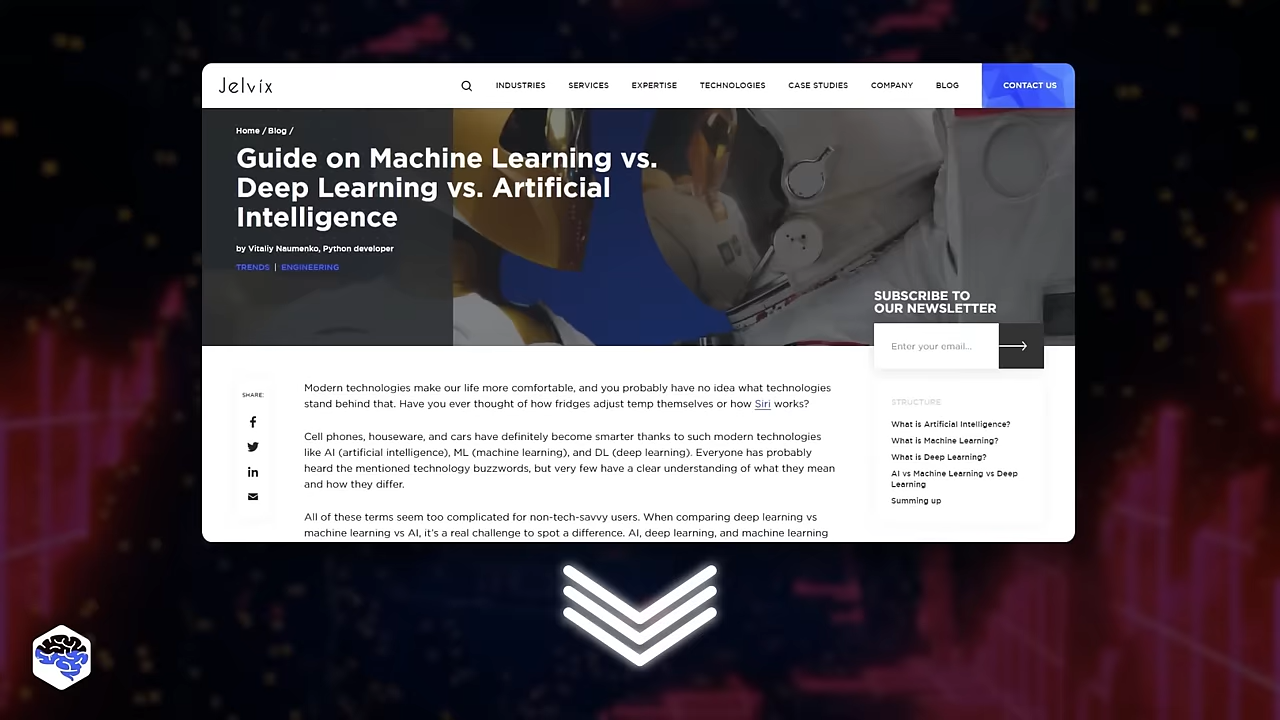 Jelvix
INDUSTRIES
SERVICES
EXPERTISE
TECHNOLOGIES
CASE STUDIES
COMPANY
BLOG
CONTACT US
Home / Blog /
Guide on Machine Learning vs.
Deep Learning vs. Artificial
Intelligence
by Vitaliy Naumenko, Python developer
TRENDS | ENGINEERING
SUBSCRIBE TO
OUR NEWSLETTER
Enter your email...
SHARE:
Modern technologies make our life more comfortable, and you probably have no idea what technologies
stand behind that. Have you ever thought of how fridges adjust temp themselves or how Siri works?
Cell phones, houseware, and cars have definitely become smarter thanks to such modern technologies
like AI (artificial intelligence), ML (machine learning), and DL (deep learning). Everyone has probably
heard the mentioned technology buzzwords, but very few have a clear understanding of what they mean
and how they differ.
All of these terms seem too complicated for non-tech-savvy users. When comparing deep learning vs
machine learning vs AI, it's a real challenge to spot a difference. AI, deep learning, and machine learning
STRUCTURE:
What is Artificial Intelligence?
What is Machine Learning?
What is Deep Learning?
AI vs Machine Learning vs Deep
Learning
Summing up